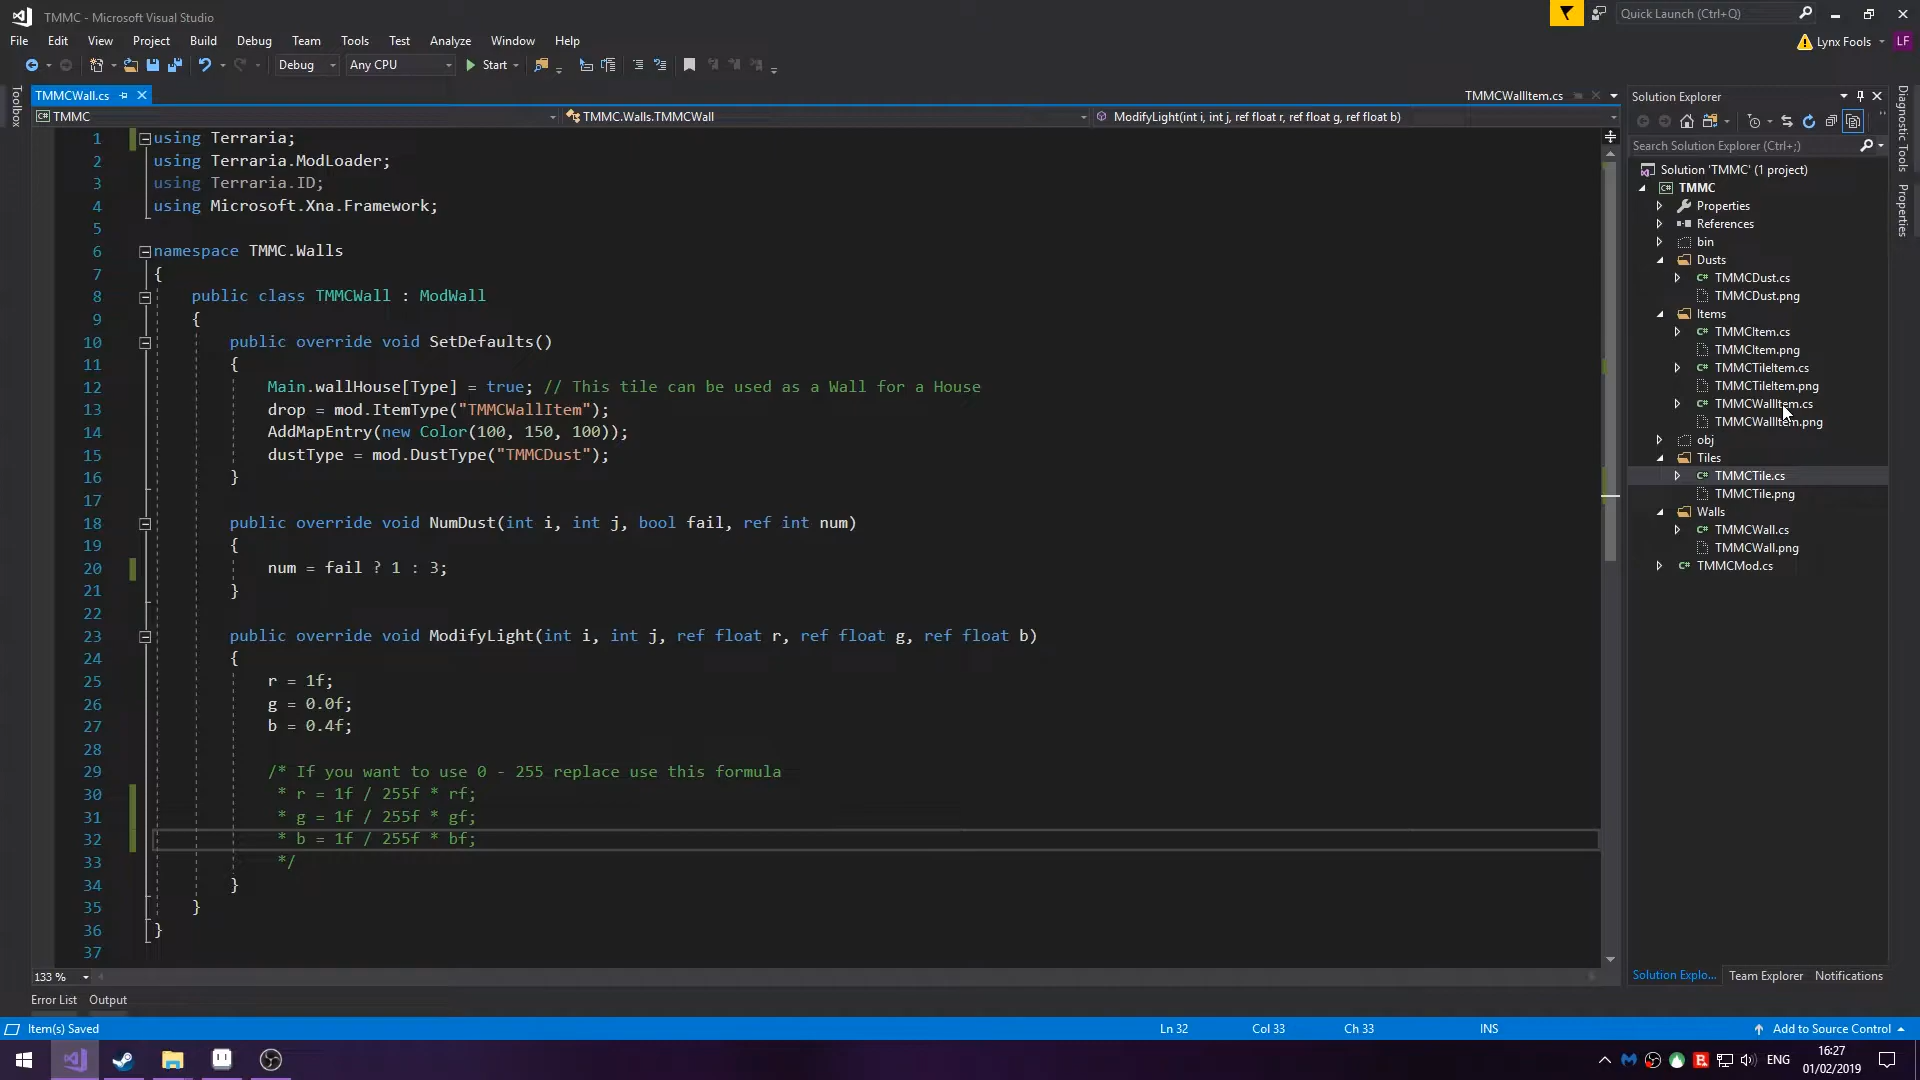 TMMC - Microsoft Visual Studio
Quick Launch (Ctrl+Q)
File Edit View Project Build Debug Team Tools Test Analyze Window Help
Lynx Fools LF
Debug Any CPU Start
Toolbox
TMMCWall.cs
TMMCWallItem.cs
TMMC
TMMC.Walls.TMMCWall
ModifyLight(int i, int j, ref float r, ref float g, ref float b)
1 using Terraria;
2 using Terraria.ModLoader;
3 using Terraria.ID;
4 using Microsoft.Xna.Framework;
5
6 namespace TMMC.Walls
7 {
8 public class TMMCWall : ModWall
9 {
10 public override void SetDefaults()
11 {
12 Main.wallHouse[Type] = true; // This tile can be used as a Wall for a House
13 drop = mod.ItemType("TMMCWallItem");
14 AddMapEntry(new Color(100, 150, 100));
15 dustType = mod.DustType("TMMCDust");
16 }
17
18 public override void NumDust(int i, int j, bool fail, ref int num)
19 {
20 num = fail ? 1 : 3;
21 }
22
23 public override void ModifyLight(int i, int j, ref float r, ref float g, ref float b)
24 {
25 r = 1f;
26 g = 0.0f;
27 b = 0.4f;
28
29 /* If you want to use 0 - 255 replace use this formula
30 * r = 1f / 255f * rf;
31 * g = 1f / 255f * gf;
32 * b = 1f / 255f * bf;
33 */
34 }
35 }
36 }
37
133 %
Error List Output
Solution Explorer
Search Solution Explorer (Ctrl+;)
Solution 'TMMC' (1 project)
TMMC
Properties
References
bin
Dusts
TMMCDust.cs
TMMCDust.png
Items
TMMCItem.cs
TMMCItem.png
TMMCTileItem.cs
TMMCTileItem.png
TMMCWallItem.cs
TMMCWallItem.png
obj
Tiles
TMMCTile.cs
TMMCTile.png
Walls
TMMCWall.cs
TMMCWall.png
TMMCMod.cs
Solution Explo... Team Explorer Notifications
Diagnostic Tools
Properties
Item(s) Saved Ln 32 Col 33 Ch 33 INS Add to Source Control
ENG
16:27
01/02/2019